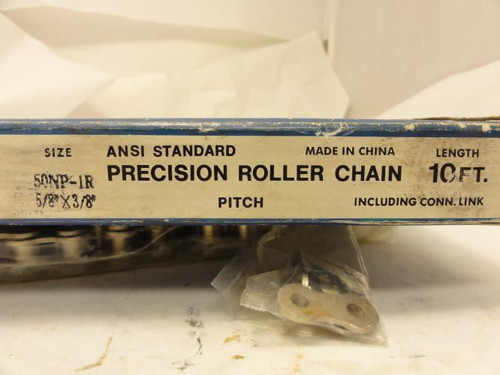 SIZE ANSI STANDARD MADE IN CHINA LENGTH
50NP-1R PRECISION ROLLER CHAIN 10FT.
5/8"X3/8" PITCH INCLUDING CONN. LINK